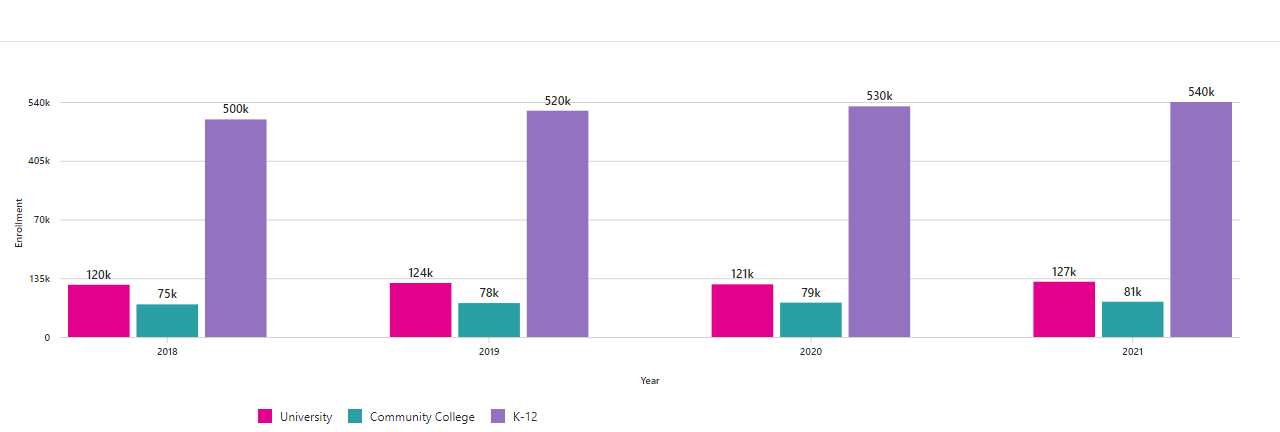 540k
405k
70k
135k
0
Enrollment
120k 75k 500k
124k 78k 520k
121k 79k 530k
127k 81k 540k
2018 2019 2020 2021
Year
University Community College K-12